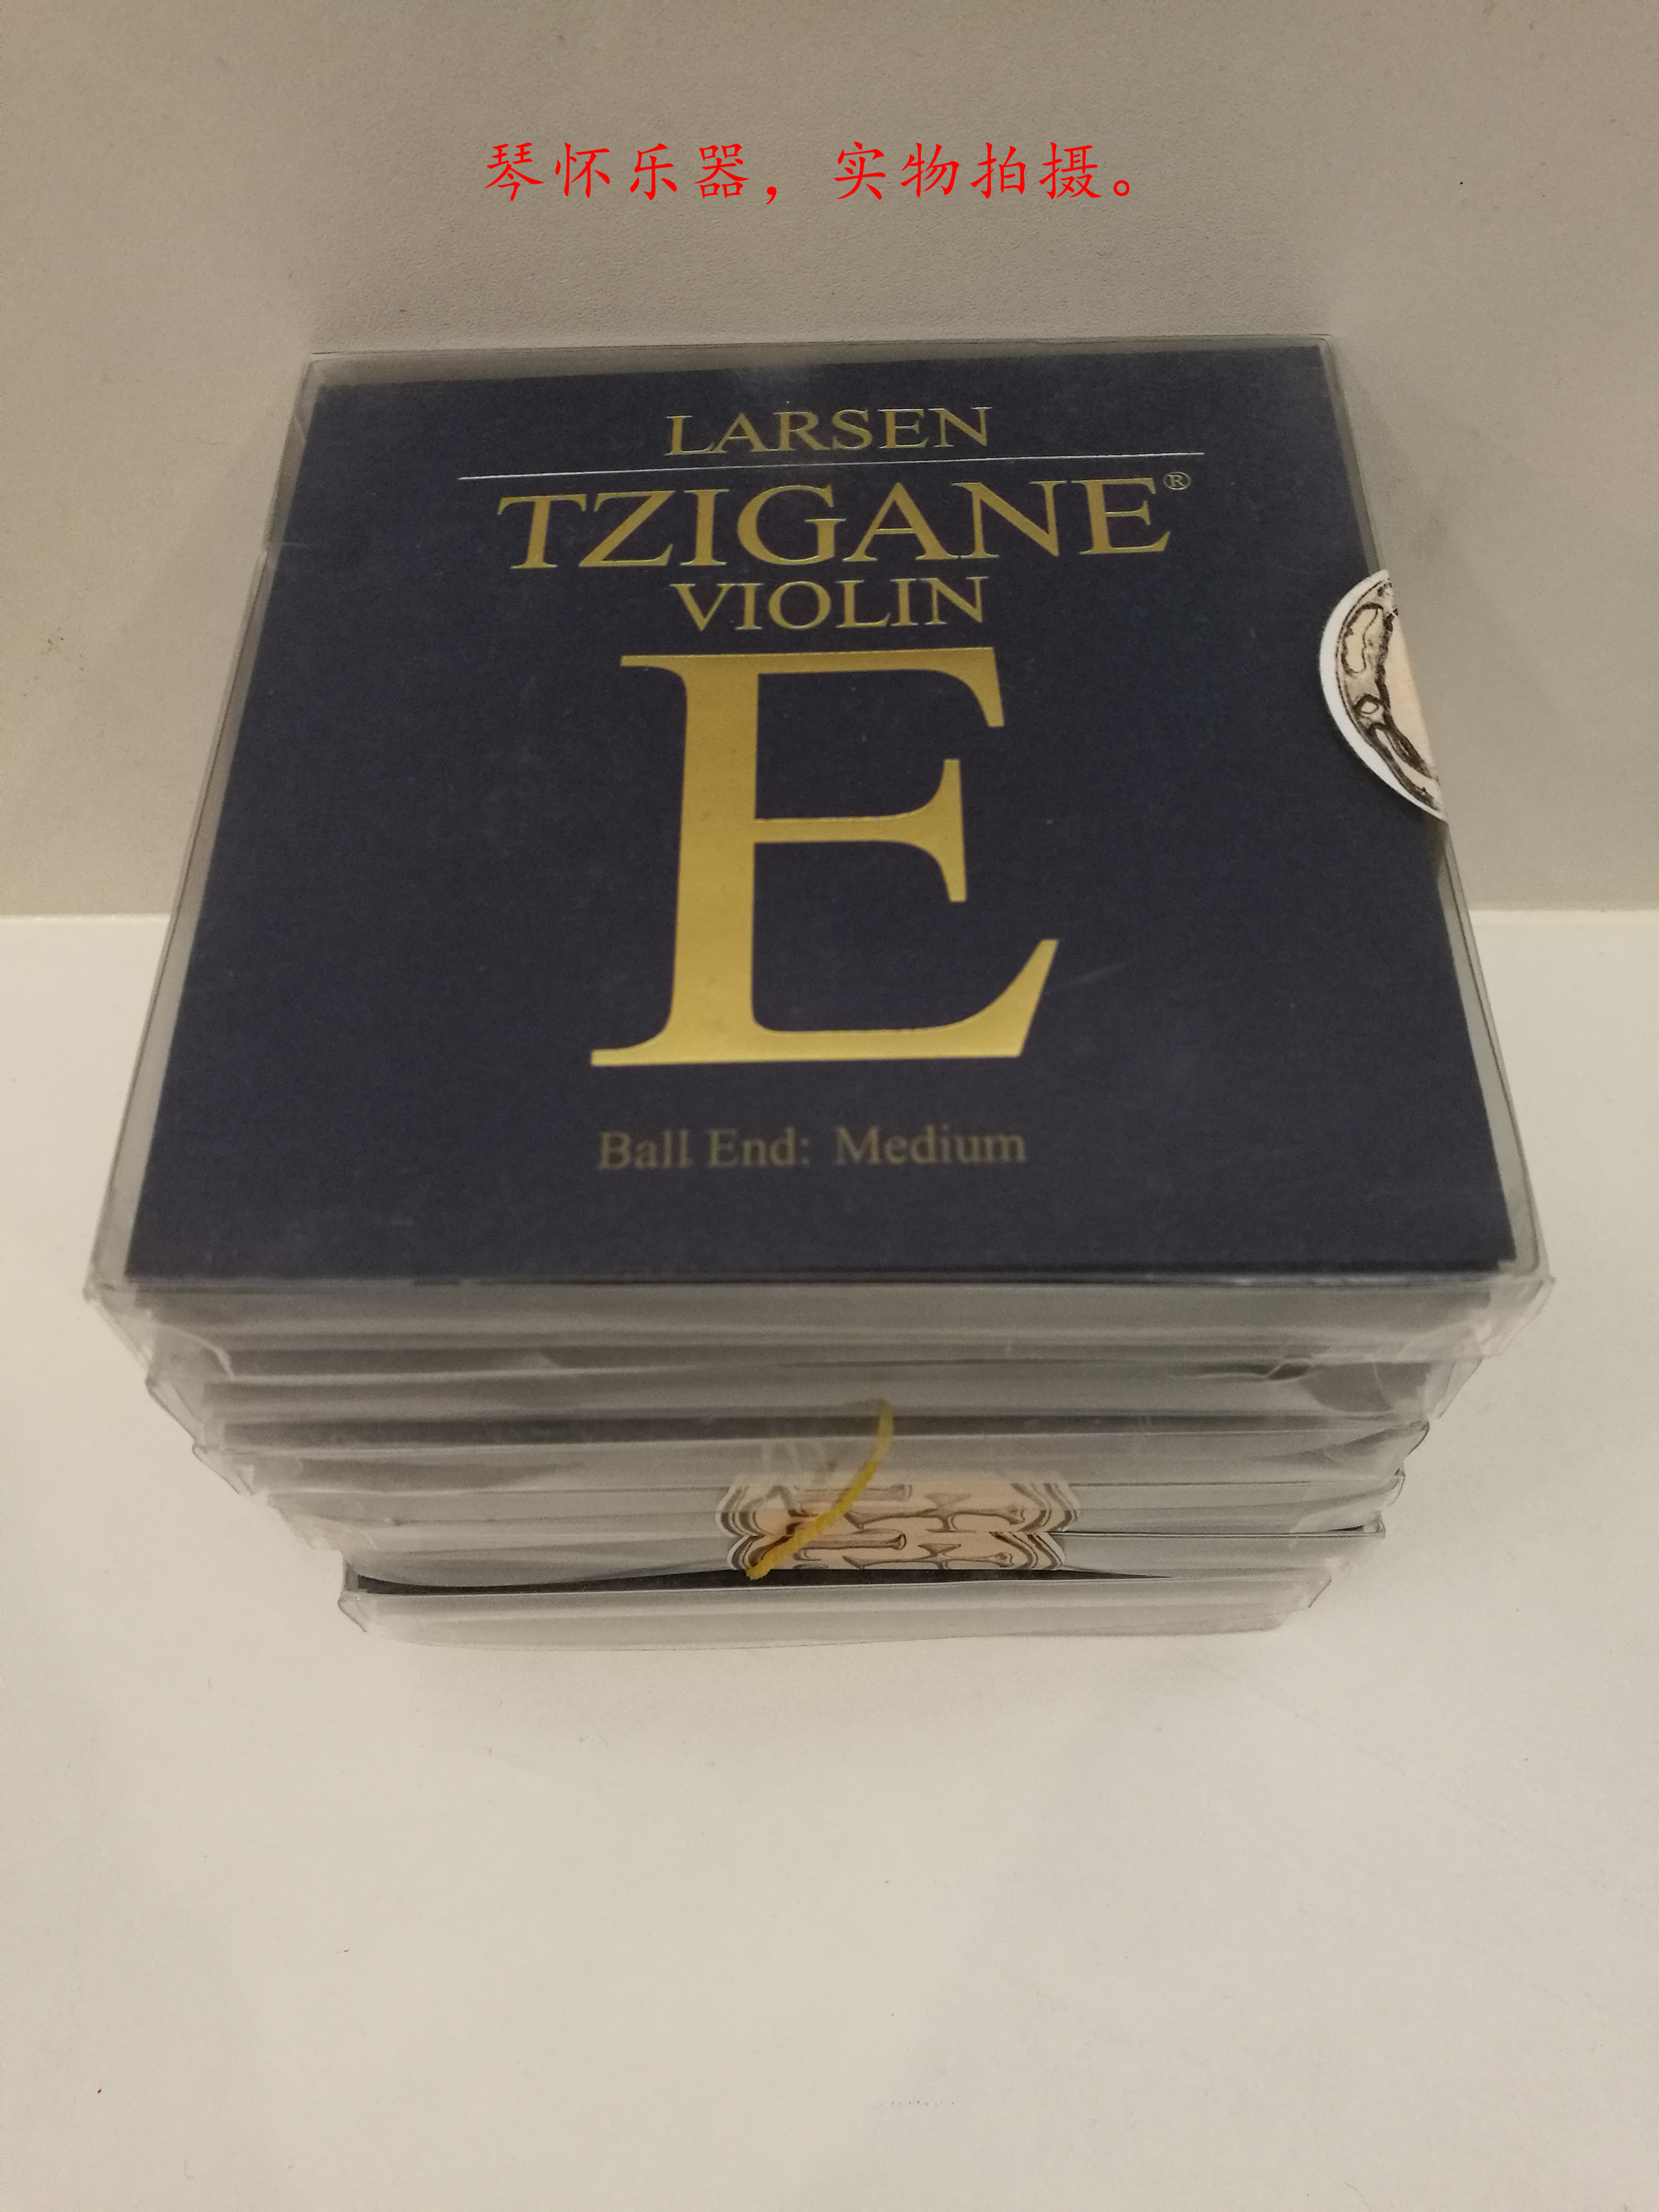 琴怀乐器，实物拍摄。
LARSEN
TZIGANE®
VIOLIN
E
Ball End: Medium